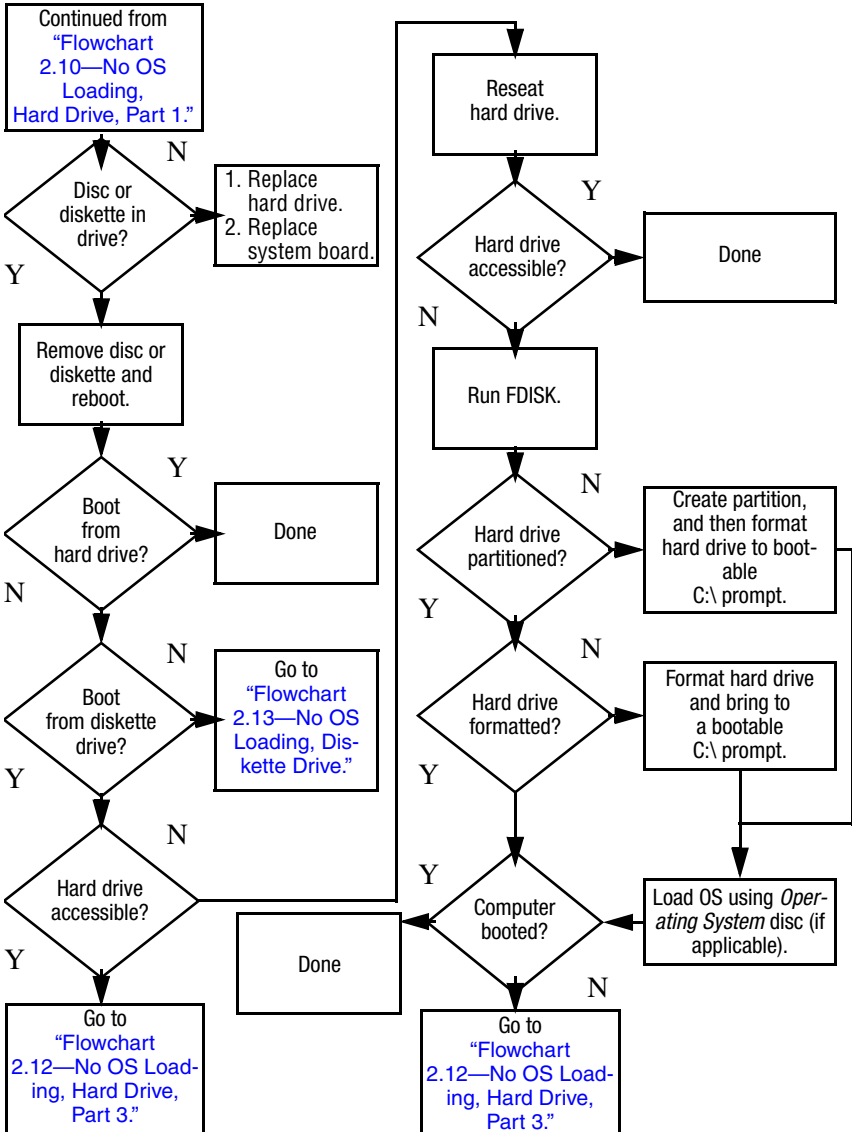 Continued from
“Flowchart
2.10—No OS
Loading,
Hard Drive, Part 1.”
N
Disc or
diskette in
drive?
1. Replace
hard drive.
2. Replace
system board.
Y
Remove disc or
diskette and
reboot.
Y
Boot
from
hard drive?
Done
N
N
Boot
from diskette
drive?
Go to
“Flowchart
2.13—No OS
Loading, Dis-
kette Drive.”
Y
N
Hard drive
accessible?
Y
Go to
“Flowchart
2.12—No OS Load-
ing, Hard Drive,
Part 3.”
Reseat
hard drive.
Y
Hard drive
accessible?
Done
N
Run FDISK.
N
Hard drive
partitioned?
Create partition,
and then format
hard drive to boot-
able
C:\ prompt.
Y
N
Hard drive
formatted?
Format hard drive
and bring to
a bootable
C:\ prompt.
Y
Y
Computer
booted?
Load OS using Oper-
ating System disc (if
applicable).
Done
N
Go to
“Flowchart
2.12—No OS Load-
ing, Hard Drive,
Part 3.”